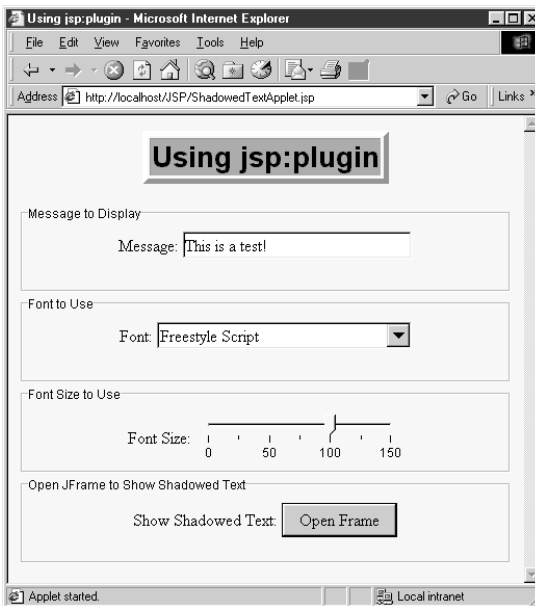 Using jsp:plugin - Microsoft Internet Explorer
File Edit View Favorites Tools Help
Address http://localhost/JSP/ShadowedTextApplet.jsp Go Links »
Using jsp:plugin
Message to Display
Message: This is a test!
Font to Use
Font: Freestyle Script
Font Size to Use
Font Size:
0 50 100 150
Open JFrame to Show Shadowed Text
Show Shadowed Text: Open Frame
Applet started. Local intranet